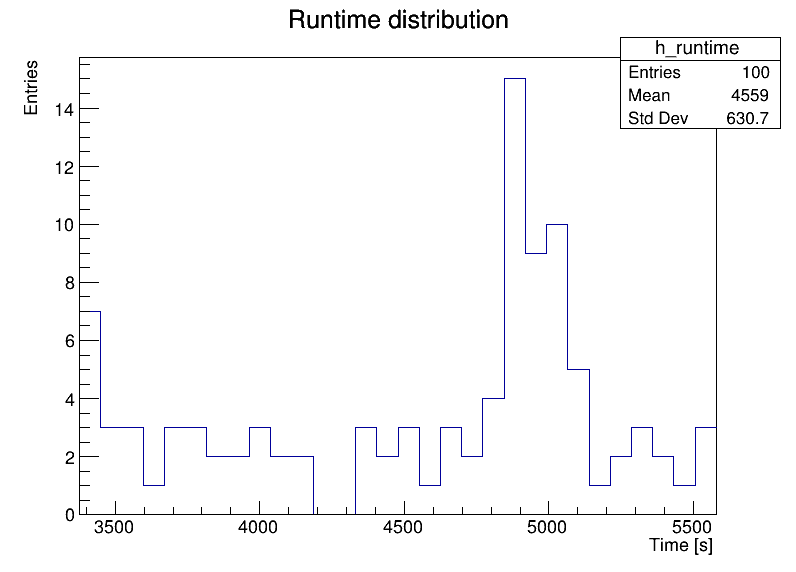 Runtime distribution
h_runtime
Entries 100
Mean 4559
Std Dev 630.7
Entries
14
12
10
8
6
4
2
0
3500 4000 4500 5000 5500
Time [s]